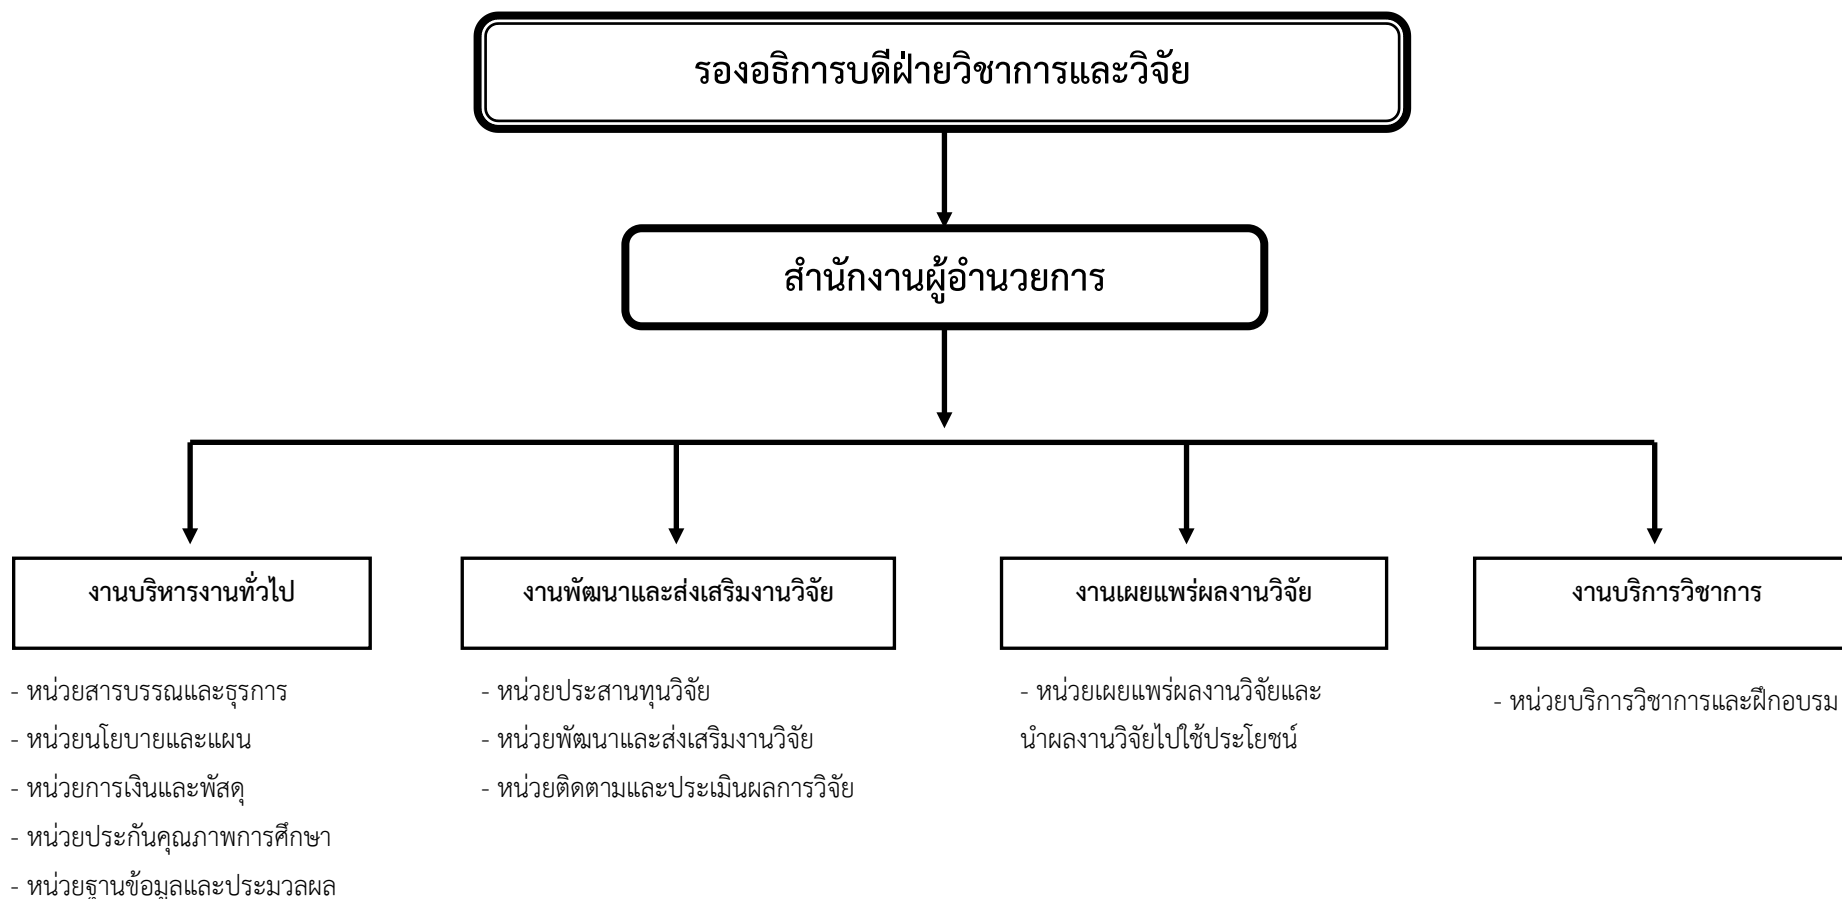 รองอธิการบดีฝ่ายวิชาการและวิจัย
สำนักงานผู้อำนวยการ
งานบริหารงานทั่วไป
- หน่วยสารบรรณและธุรการ
- หน่วยนโยบายและแผน
- หน่วยการเงินและพัสดุ
- หน่วยประกันคุณภาพการศึกษา
- หน่วยฐานข้อมูลและประมวลผล
งานพัฒนาและส่งเสริมงานวิจัย
- หน่วยประสานทุนวิจัย
- หน่วยพัฒนาและส่งเสริมงานวิจัย
- หน่วยติดตามและประเมินผลการวิจัย
งานเผยแพร่ผลงานวิจัย
- หน่วยเผยแพร่ผลงานวิจัยและ
นำผลงานวิจัยไปใช้ประโยชน์
งานบริการวิชาการ
- หน่วยบริการวิชาการและฝึกอบรม